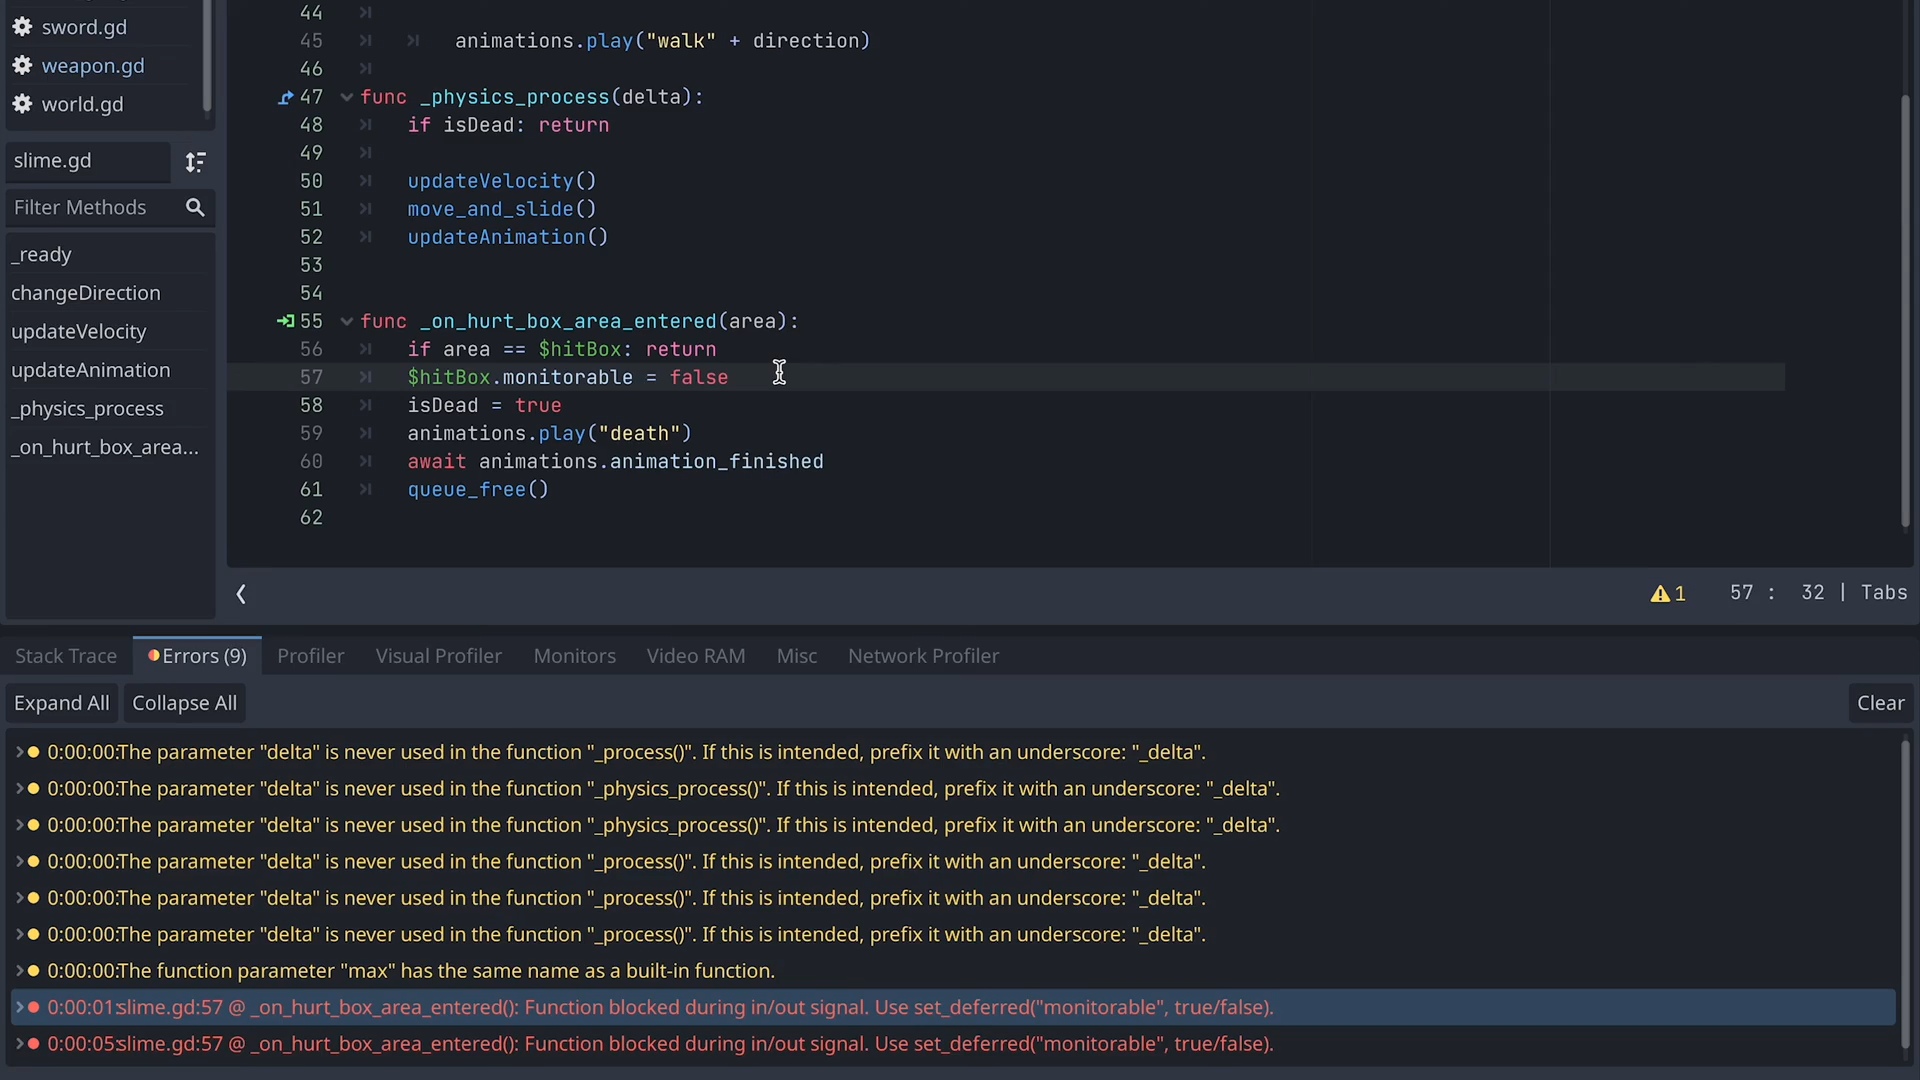 sword.gd
weapon.gd
world.gd
slime.gd
Filter Methods
_ready
changeDirection
updateVelocity
updateAnimation
_physics_process
_on_hurt_box_area...
44
45 animations.play("walk" + direction)
46
47 func _physics_process(delta):
48 if isDead: return
49
50 updateVelocity()
51 move_and_slide()
52 updateAnimation()
53
54
55 func _on_hurt_box_area_entered(area):
56 if area == $hitBox: return
57 $hitBox.monitorable = false
58 isDead = true
59 animations.play("death")
60 await animations.animation_finished
61 queue_free()
62
1 57 : 32 | Tabs
Stack Trace Errors (9) Profiler Visual Profiler Monitors Video RAM Misc Network Profiler
Expand All Collapse All Clear
0:00:00:The parameter "delta" is never used in the function "_process()". If this is intended, prefix it with an underscore: "_delta".
0:00:00:The parameter "delta" is never used in the function "_physics_process()". If this is intended, prefix it with an underscore: "_delta".
0:00:00:The parameter "delta" is never used in the function "_physics_process()". If this is intended, prefix it with an underscore: "_delta".
0:00:00:The parameter "delta" is never used in the function "_process()". If this is intended, prefix it with an underscore: "_delta".
0:00:00:The parameter "delta" is never used in the function "_process()". If this is intended, prefix it with an underscore: "_delta".
0:00:00:The parameter "delta" is never used in the function "_process()". If this is intended, prefix it with an underscore: "_delta".
0:00:00:The function parameter "max" has the same name as a built-in function.
0:00:01:slime.gd:57 @ _on_hurt_box_area_entered(): Function blocked during in/out signal. Use set_deferred("monitorable", true/false).
0:00:05:slime.gd:57 @ _on_hurt_box_area_entered(): Function blocked during in/out signal. Use set_deferred("monitorable", true/false).